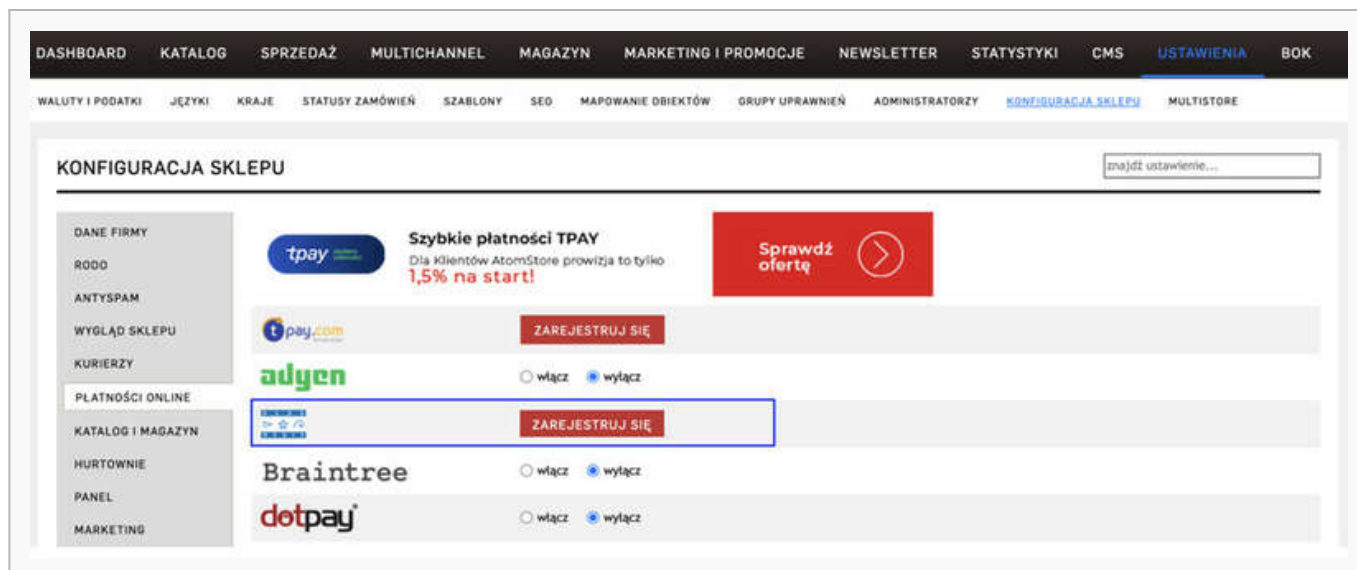 DASHBOARD KATALOG SPRZEDAŻ MULTICHANNEL MAGAZYN MARKETING I PROMOCJE NEWSLETTER STATYSTYKI CMS USTAWIENIA BOK
WALUTY I PODATKI JĘZYKI KRAJE STATUSY ZAMÓWIEŃ SZABLONY SEO MAPOWANIE OBIEKTÓW GRUPY UPRAWNIEŃ ADMINISTRATORZY KONFIGURACJA SKLEPU MULTISTORE
KONFIGURACJA SKLEPU znajdź ustawienie...
DANE FIRMY
RODO
ANTYSPAM
WYGLĄD SKLEPU
KURIERZY
PŁATNOŚCI ONLINE
KATALOG I MAGAZYN
HURTOWNIE
PANEL
MARKETING
tpay
Szybkie płatności TPAY
Dla Klientów AtomStore prowizja to tylko
1,5% na start!
Sprawdź
ofertę
tpay.com ZAREJESTRUJ SIĘ
adyen włącz wyłącz
ZAREJESTRUJ SIĘ
Braintree włącz wyłącz
dotpay włącz wyłącz